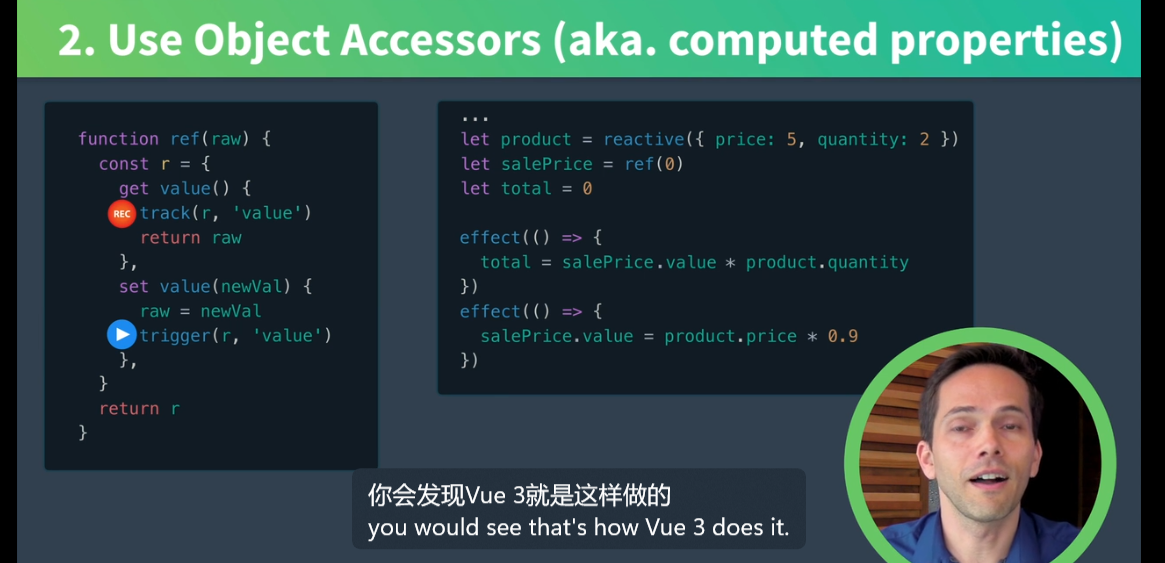 2. Use Object Accessors (aka. computed properties)
function ref(raw) {
const r = {
get value() {
REC track(r, 'value')
return raw
},
set value(newVal) {
raw = newVal
trigger(r, 'value')
},
}
return r
}
...
let product = reactive({ price: 5, quantity: 2 })
let salePrice = ref(0)
let total = 0
effect(() => {
total = salePrice.value * product.quantity
})
effect(() => {
salePrice.value = product.price * 0.9
})
你会发现Vue 3就是这样做的
you would see that's how Vue 3 does it.